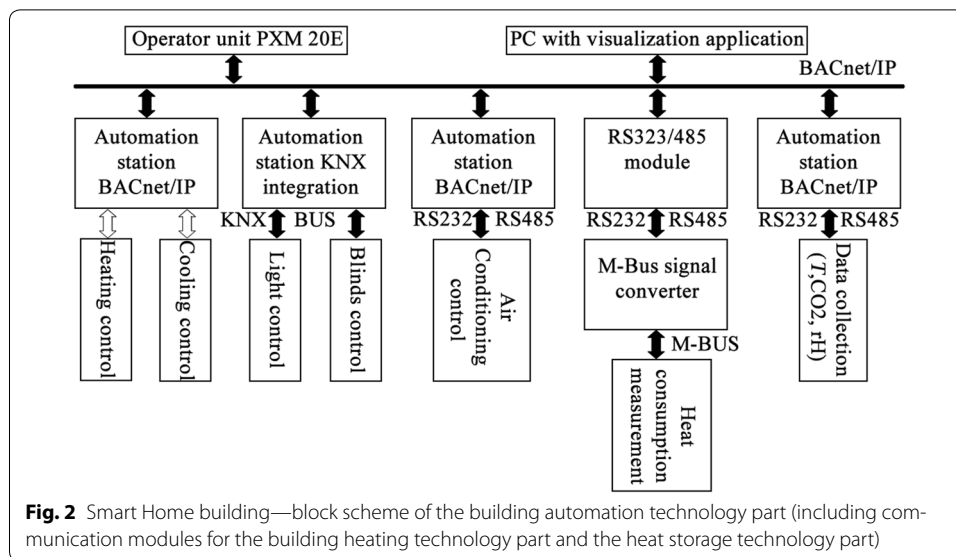 Operator unit PXM 20E
PC with visualization application
BACnet/IP
Automation
station
BACnet/IP
Automation
station KNX
integration
Automation
station
BACnet/IP
RS323/485
module
Automation
station
BACnet/IP
KNX BUS
RS232 RS485
RS232 RS485
RS232 RS485
Heating control
Cooling control
Light control
Blinds control
Air
Conditioning
control
M-Bus signal
converter
Data collection
(T,CO2, rH)
M-BUS
Heat
consumption
measurement
Fig. 2 Smart Home building—block scheme of the building automation technology part (including com-
munication modules for the building heating technology part and the heat storage technology part)